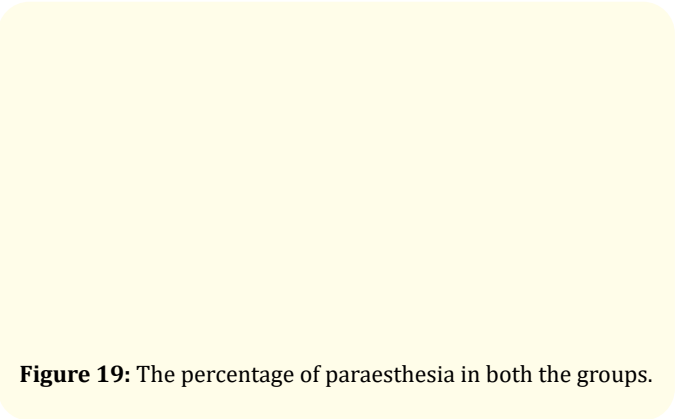 Figure 19: The percentage of paraesthesia in both the groups.